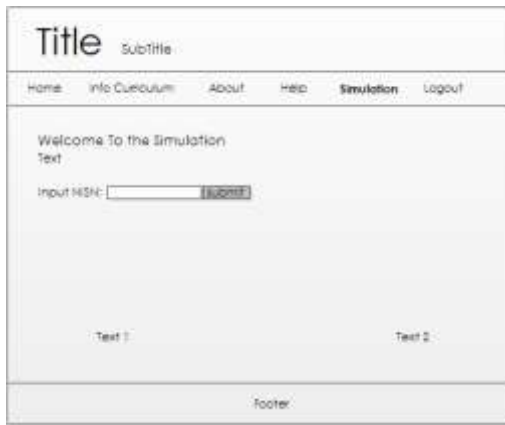 Title SubTitle
Home Info Curiculum About Help Simulation Logout
Welcome To the Simulation
Text
Input NISN: submit
Text 1 Text 2
Footer